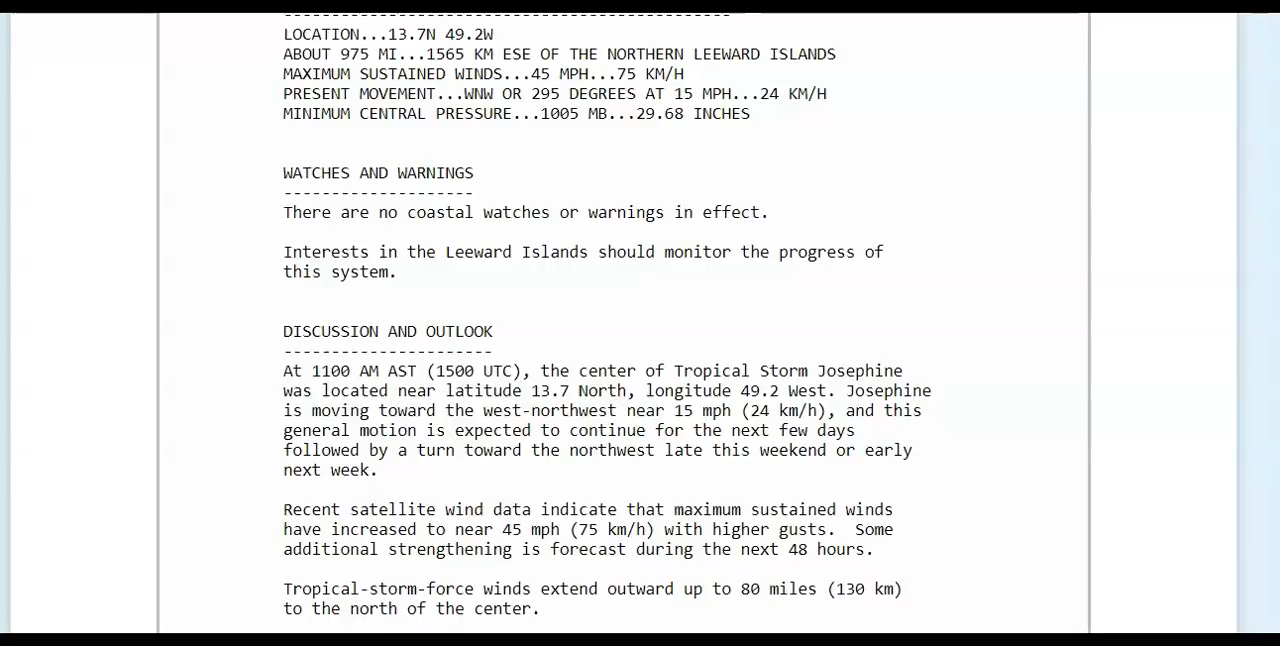 -----------------------------------------------
LOCATION...13.7N 49.2W
ABOUT 975 MI...1565 KM ESE OF THE NORTHERN LEEWARD ISLANDS
MAXIMUM SUSTAINED WINDS...45 MPH...75 KM/H
PRESENT MOVEMENT...WNW OR 295 DEGREES AT 15 MPH...24 KM/H
MINIMUM CENTRAL PRESSURE...1005 MB...29.68 INCHES
WATCHES AND WARNINGS
--------------------
There are no coastal watches or warnings in effect.
Interests in the Leeward Islands should monitor the progress of
this system.
DISCUSSION AND OUTLOOK
----------------------
At 1100 AM AST (1500 UTC), the center of Tropical Storm Josephine
was located near latitude 13.7 North, longitude 49.2 West. Josephine
is moving toward the west-northwest near 15 mph (24 km/h), and this
general motion is expected to continue for the next few days
followed by a turn toward the northwest late this weekend or early
next week.
Recent satellite wind data indicate that maximum sustained winds
have increased to near 45 mph (75 km/h) with higher gusts.  Some
additional strengthening is forecast during the next 48 hours.
Tropical-storm-force winds extend outward up to 80 miles (130 km)
to the north of the center.